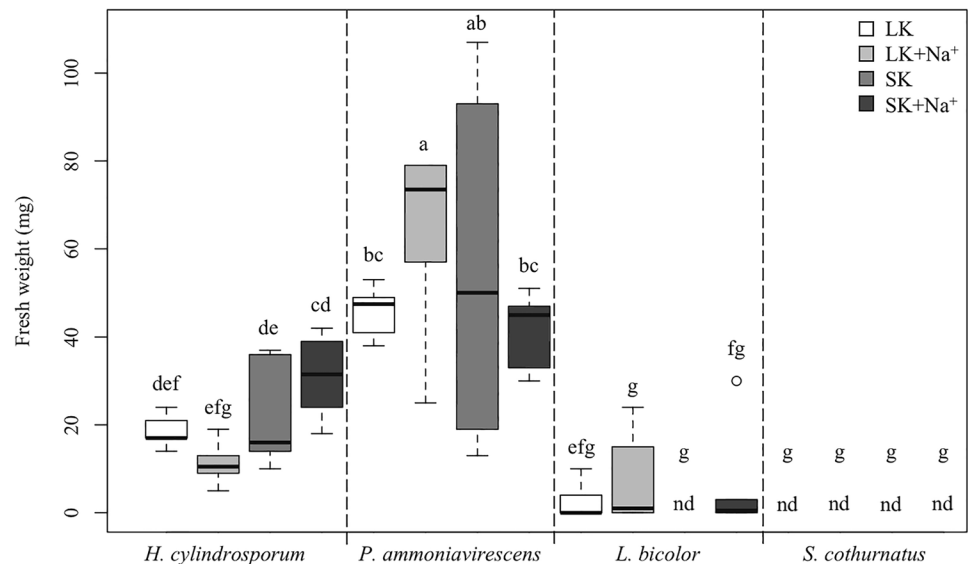 ab
LK
LK+Na⁺
SK
SK+Na⁺
100
80
60
40
20
0
Fresh weight (mg)
a
bc
bc
cd
de
def
efg
fg
g
efg
g
g
g
g
g
nd
nd
nd
nd
nd
H. cylindrosporum
P. ammoniavirescens
L. bicolor
S. cothurnatus